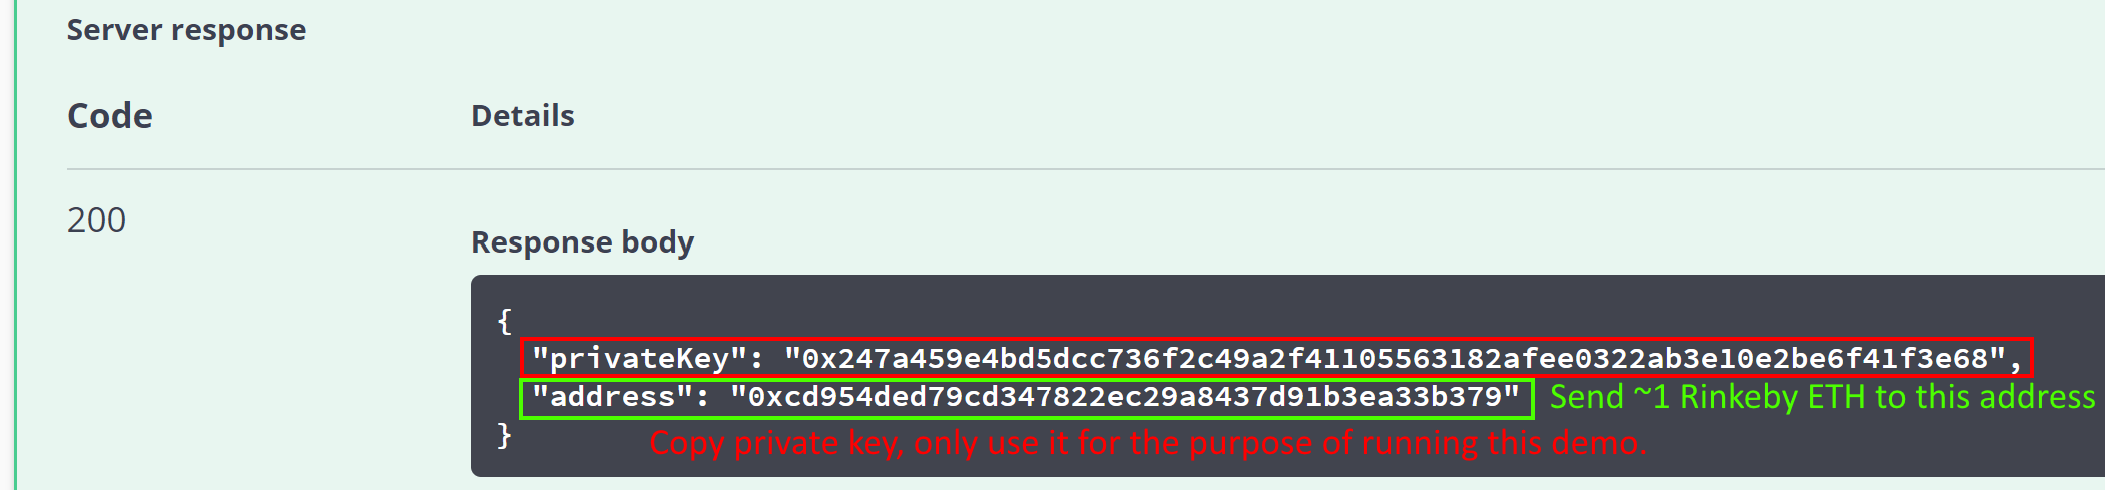 Server response
Code Details
200
Response body
{
"privateKey": "0x247a459e4bd5dcc736f2c49a2f41105563182afee0322ab3e10e2be6f41f3e68",
"address": "0xcd954ded79cd347822ec29a8437d91b3ea33b379" Send ~1 Rinkeby ETH to this address
}
Copy private key, only use it for the purpose of running this demo.